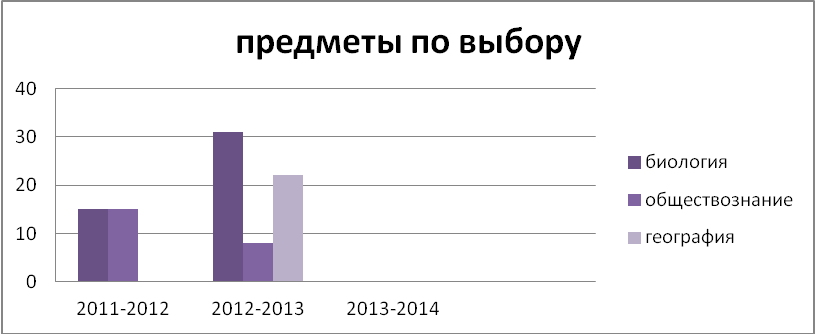 предметы по выбору
40
30
20
10
0
2011-2012 2012-2013 2013-2014
биология
обществознание
география